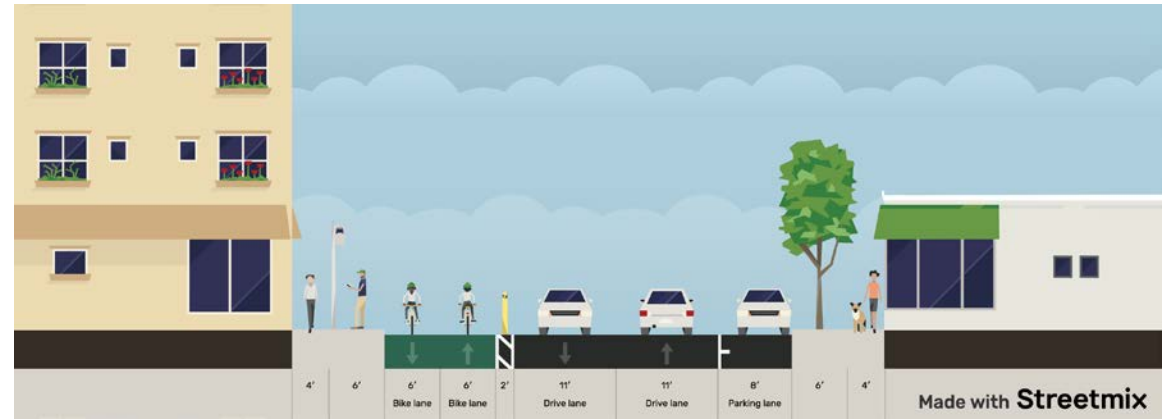 4' 6' 6' 6' 2' 11' 11' 8' 6' 4'
Bike lane Bike lane Drive lane Drive lane Parking lane
Made with Streetmix